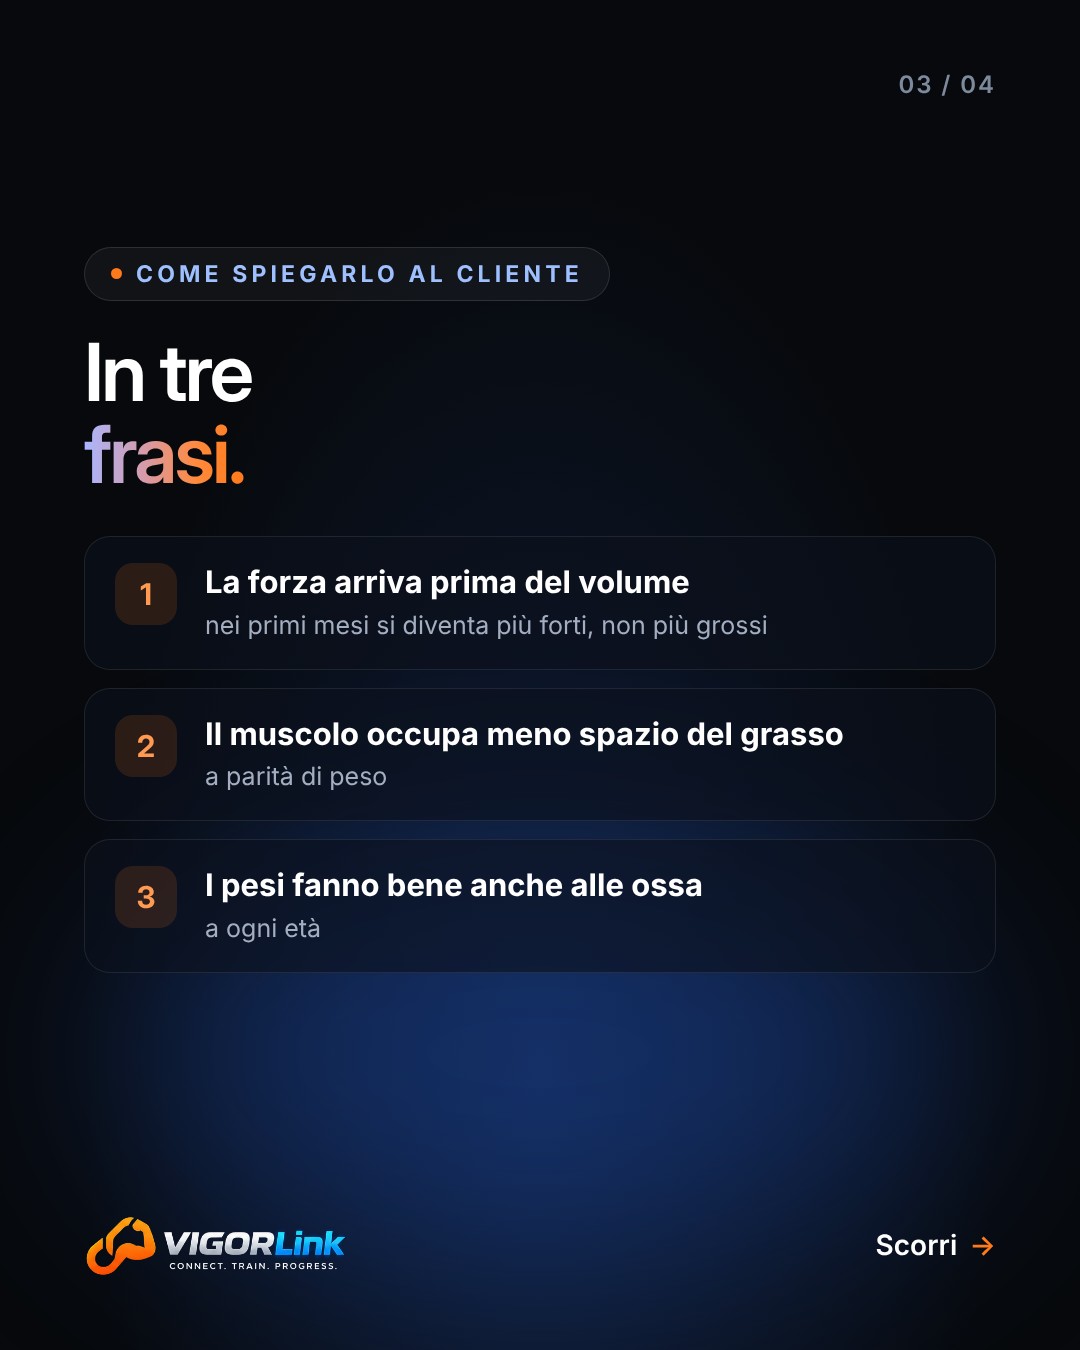 03 / 04
COME SPIEGARLO AL CLIENTE
In tre
frasi.
1
La forza arriva prima del volume
nei primi mesi si diventa più forti, non più grossi
2
Il muscolo occupa meno spazio del grasso
a parità di peso
3
I pesi fanno bene anche alle ossa
a ogni età
VIGORLink
CONNECT. TRAIN. PROGRESS.
Scorri →